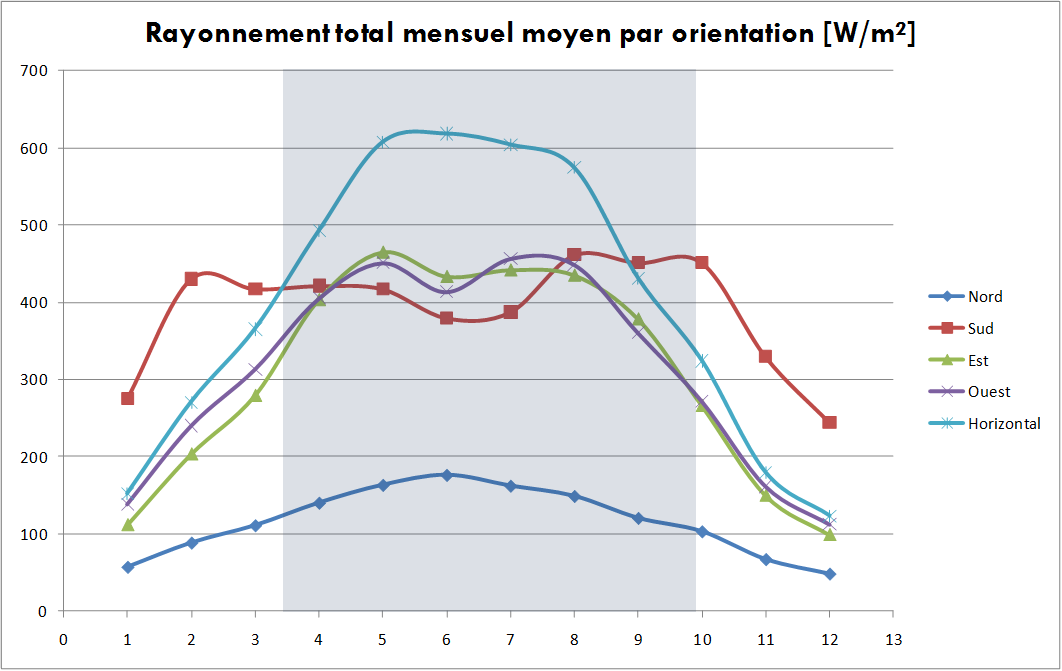 Rayonnement total mensuel moyen par orientation [W/m²]
700
600
500
400
300
200
100
0
0 1 2 3 4 5 6 7 8 9 10 11 12 13
Nord
Sud
Est
Ouest
Horizontal